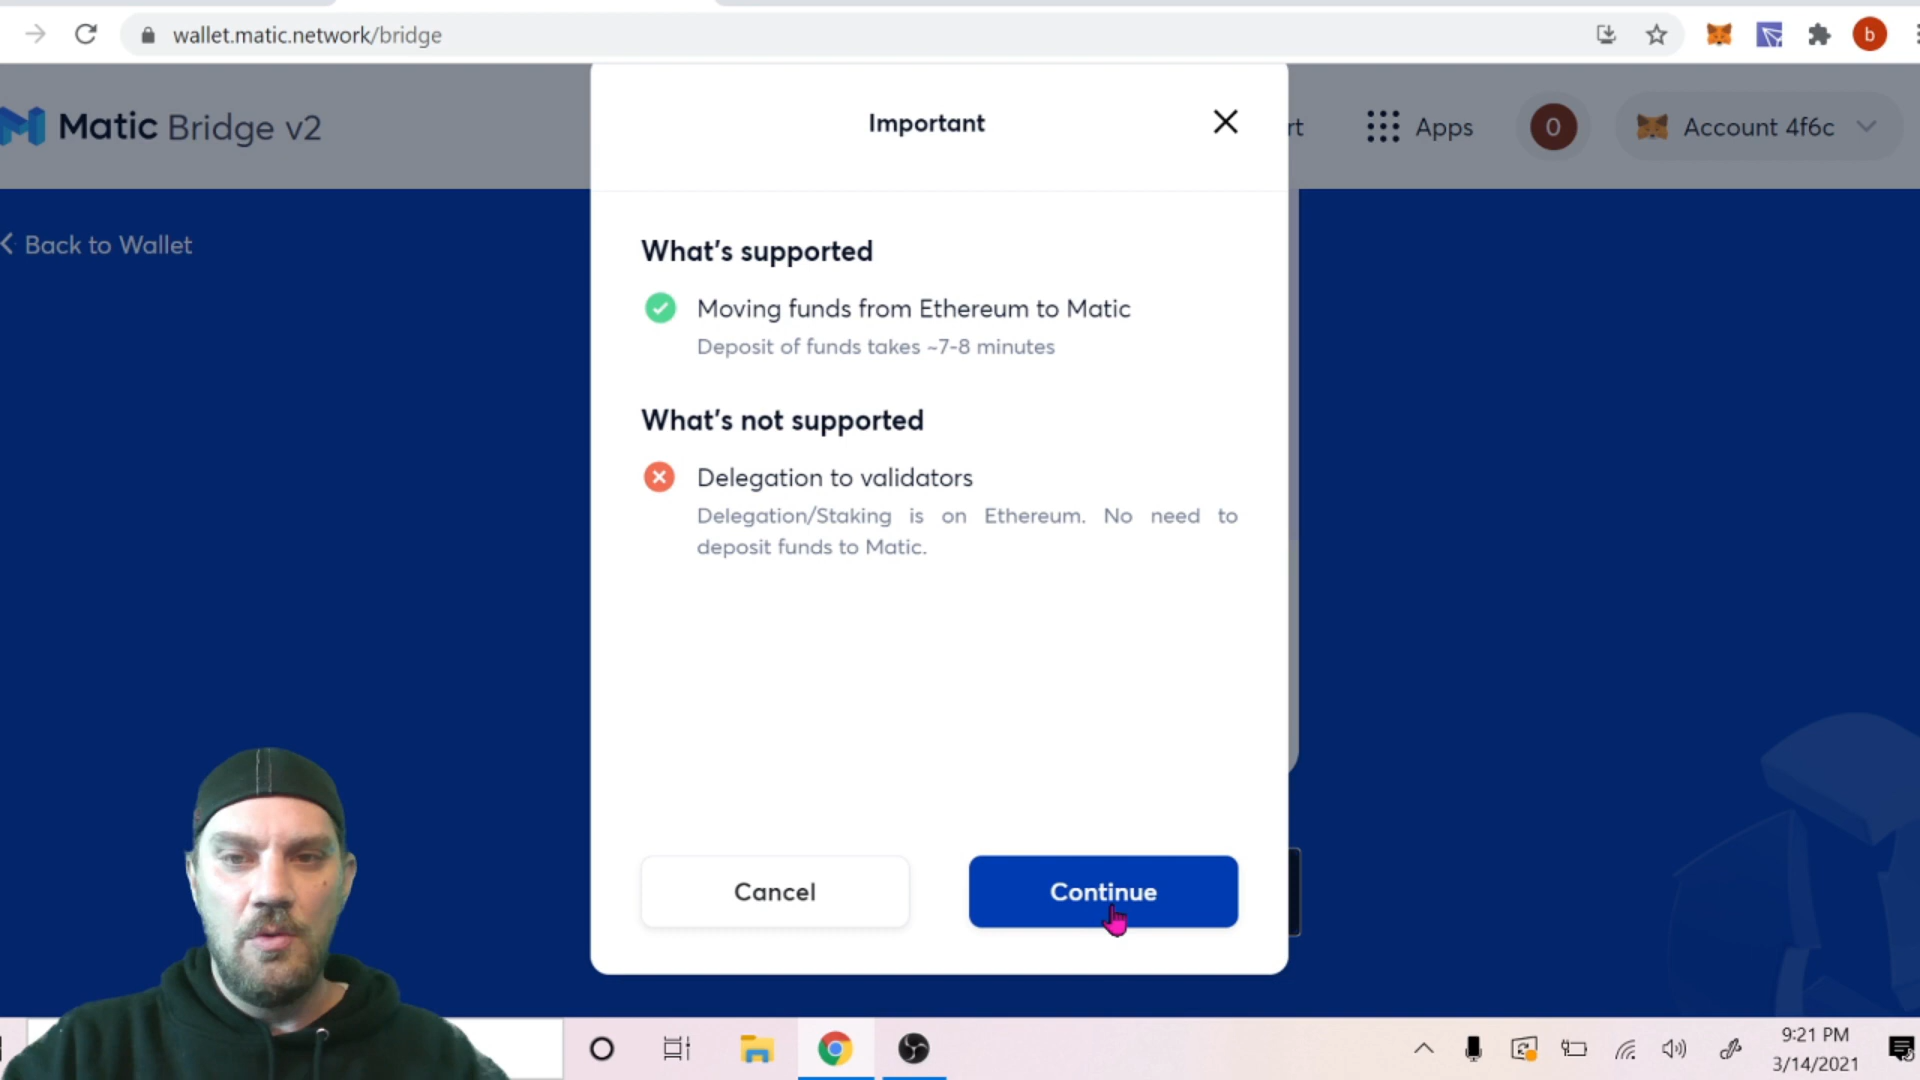 wallet.matic.network/bridge
b
Important
Matic Bridge v2
rt
Apps
0
Account 4f6c
Back to Wallet
What's supported
Moving funds from Ethereum to Matic
Deposit of funds takes ~7-8 minutes
What's not supported
Delegation to validators
Delegation/Staking is on Ethereum. No need to
deposit funds to Matic.
Cancel
Continue
9:21 PM
3/14/2021